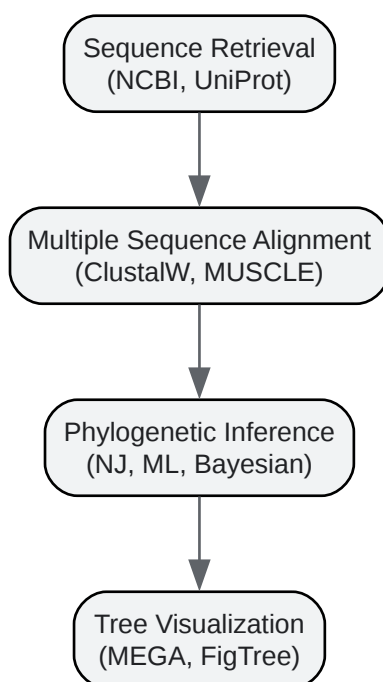 Sequence Retrieval
(NCBI, UniProt)
Multiple Sequence Alignment
(ClustalW, MUSCLE)
Phylogenetic Inference
(NJ, ML, Bayesian)
Tree Visualization
(MEGA, FigTree)